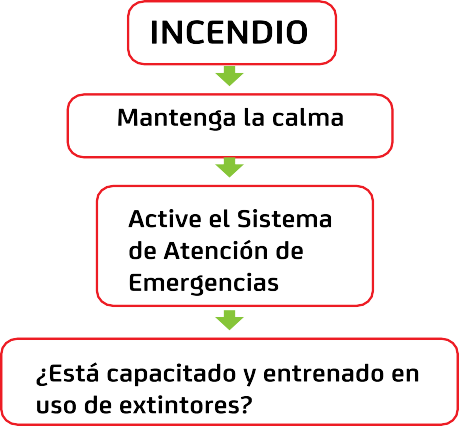 INCENDIO
Mantenga la calma
Active el Sistema
de Atención de
Emergencias
¿Está capacitado y entrenado en
uso de extintores?